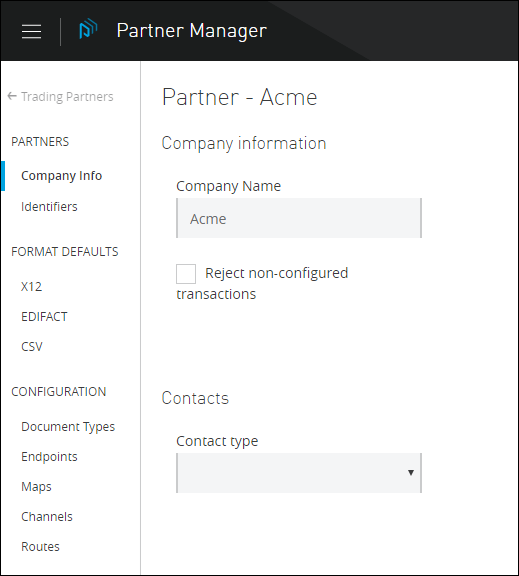 Partner Manager
← Trading Partners
PARTNERS
Company Info
Identifiers
FORMAT DEFAULTS
X12
EDIFACT
CSV
CONFIGURATION
Document Types
Endpoints
Maps
Channels
Routes
Partner - Acme
Company information
Company Name
Acme
Reject non-configured
transactions
Contacts
Contact type